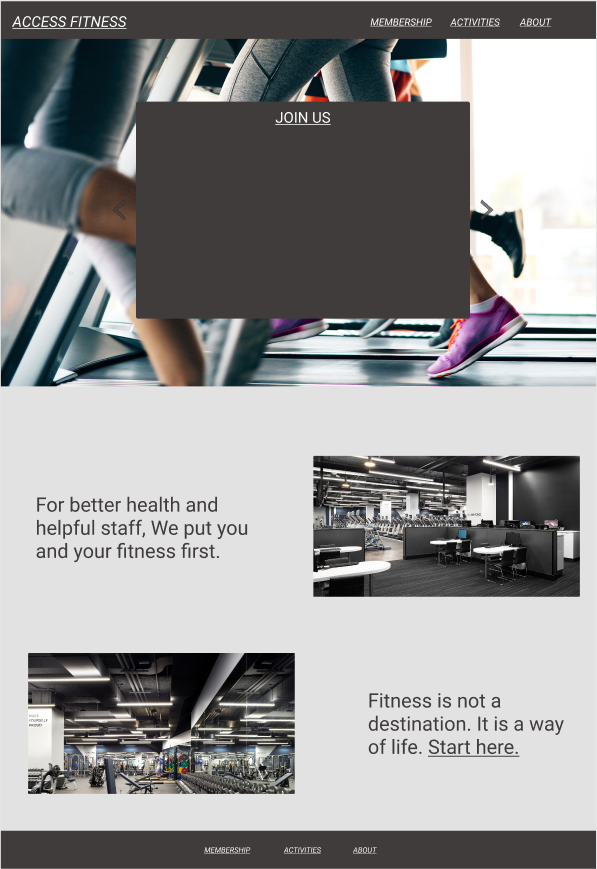 ACCESS FITNESS
MEMBERSHIP
ACTIVITIES
ABOUT
JOIN US
For better health and
helpful staff, We put you
and your fitness first.
Fitness is not a
destination. It is a way
of life. Start here.
MEMBERSHIP
ACTIVITIES
ABOUT